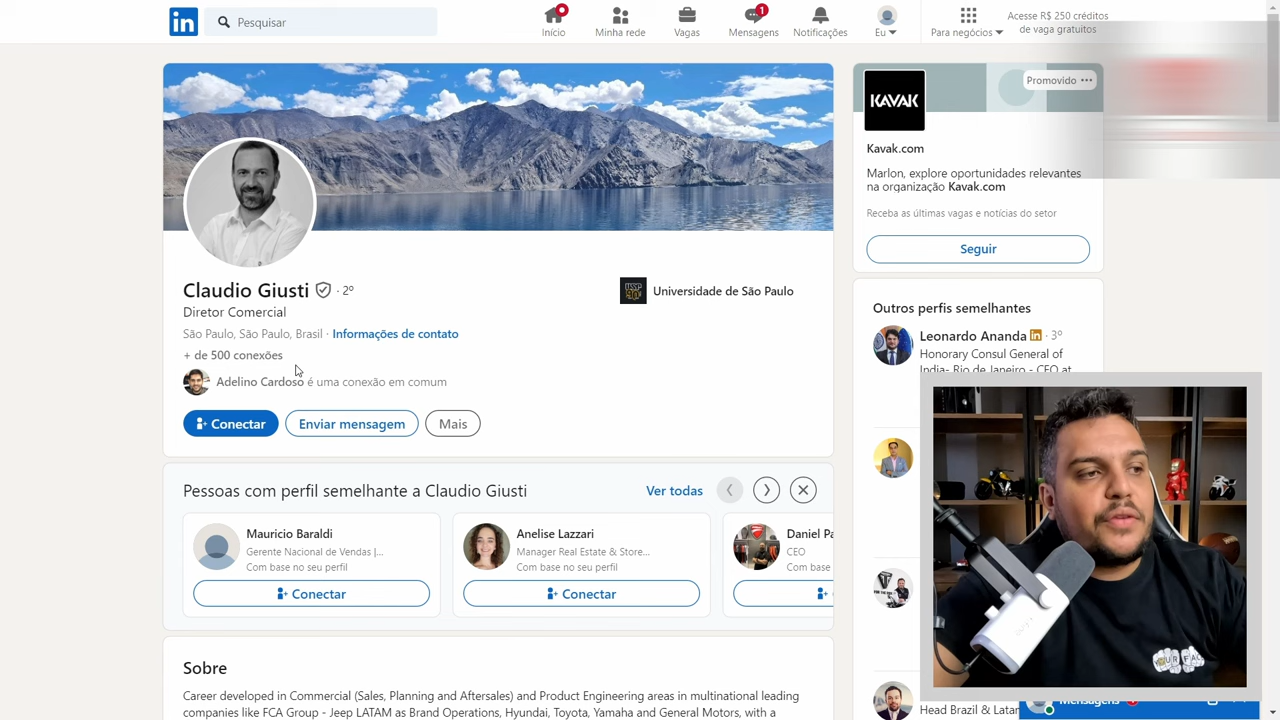 in
Pesquisar
Início
Minha rede
Vagas
1
Mensagens
Notificações
Eu
Para negócios
Acesse R$ 250 créditos
de vaga gratuitos
Claudio Giusti · 2º
Diretor Comercial
São Paulo, São Paulo, Brasil · Informações de contato
+ de 500 conexões
Adelino Cardoso é uma conexão em comum
Universidade de São Paulo
Conectar
Enviar mensagem
Mais
Pessoas com perfil semelhante a Claudio Giusti
Ver todas
Mauricio Baraldi
Gerente Nacional de Vendas |...
Com base no seu perfil
Conectar
Anelise Lazzari
Manager Real Estate & Store...
Com base no seu perfil
Conectar
Daniel Pa
CEO
Com base
Sobre
Career developed in Commercial (Sales, Planning and Aftersales) and Product Engineering areas in multinational leading
companies like FCA Group - Jeep LATAM as Brand Operations, Hyundai, Toyota, Yamaha and General Motors, with a
KAVAK
Promovido
Kavak.com
Marlon, explore oportunidades relevantes
na organização Kavak.com
Receba as últimas vagas e notícias do setor
Seguir
Outros perfis semelhantes
Leonardo Ananda in · 3º
Honorary Consul General of
India- Rio de Janeiro - CEO at
Head Brazil & Latar
Mensagens